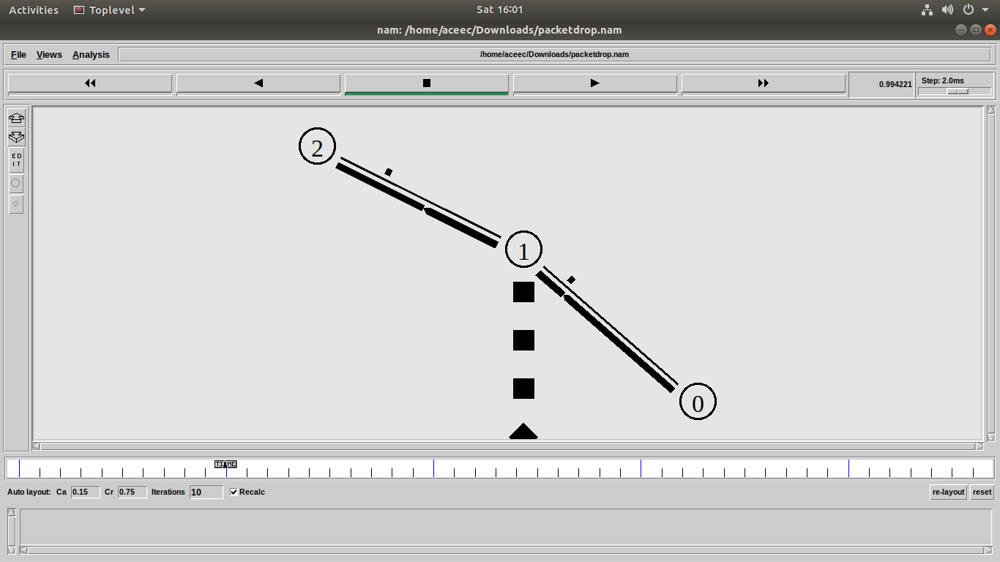 Activities Toplevel Sat 16:01
nam: /home/aceec/Downloads/packetdrop.nam
File Views Analysis /home/aceec/Downloads/packetdrop.nam
0.994221 Step: 2.0ms
ED
IT
2
1
0
TIME
Auto layout: Ca 0.15 Cr 0.75 Iterations 10 Recalc re-layout reset